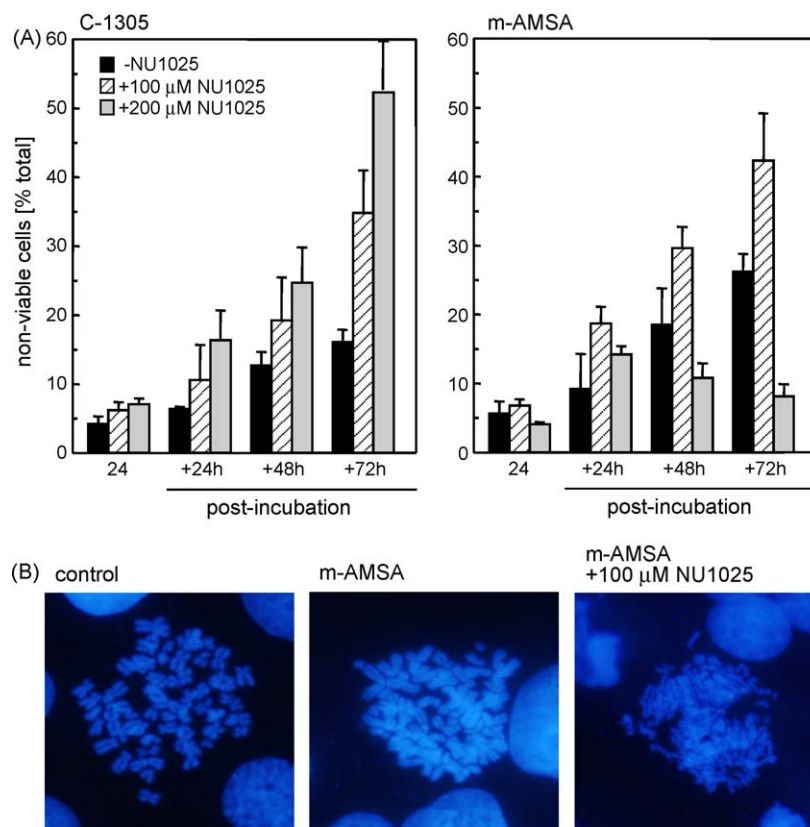 (A)
C-1305
m-AMSA
-NU1025
+100 μM NU1025
+200 μM NU1025
non-viable cells [% total]
60
50
40
30
20
10
0
24
+24h
+48h
+72h
post-incubation
60
50
40
30
20
10
0
24
+24h
+48h
+72h
post-incubation
(B)
control
m-AMSA
m-AMSA
+100 μM NU1025